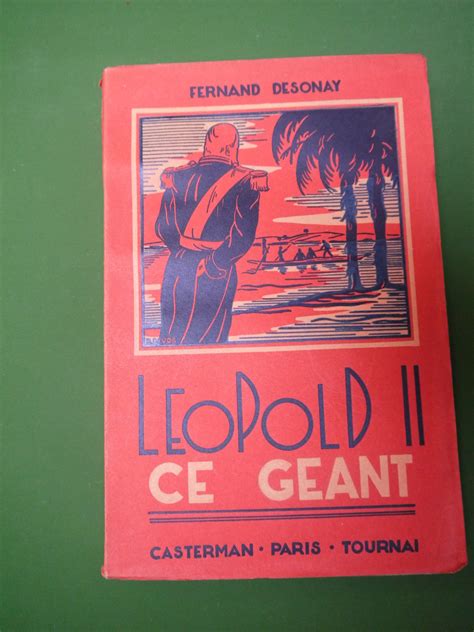 FERNAND DESONAY
LEOPOLD II
CE GEANT
CASTERMAN • PARIS • TOURNAI